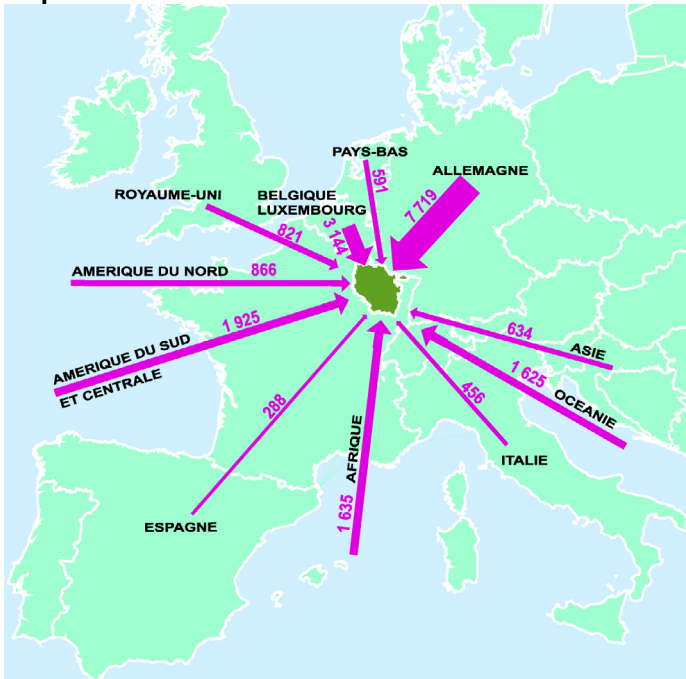 PAYS-BAS
591
ALLEMAGNE
7 719
ROYAUME-UNI
821
BELGIQUE
LUXEMBOURG
3 144
AMERIQUE DU NORD
866
1 925
AMERIQUE DU SUD
ET CENTRALE
634
ASIE
1 625
OCEANIE
456
ITALIE
288
ESPAGNE
AFRIQUE
1 635